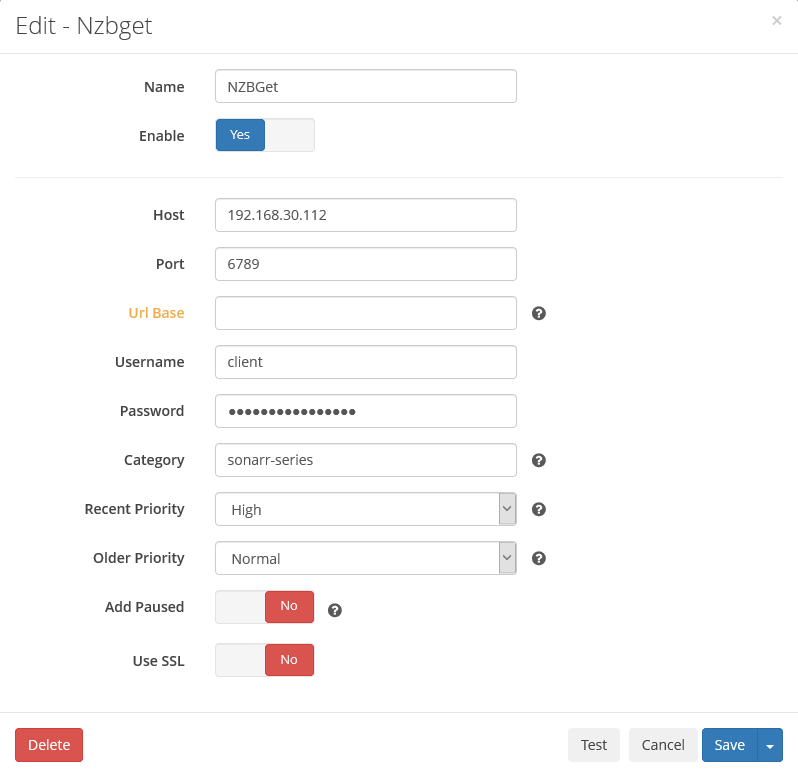 Edit - Nzbget ×
Name NZBGet
Enable Yes
Host 192.168.30.112
Port 6789
Url Base
Username client
Password ••••••••••••••••
Category sonarr-series
Recent Priority High
Older Priority Normal
Add Paused No
Use SSL No
Delete Test Cancel Save